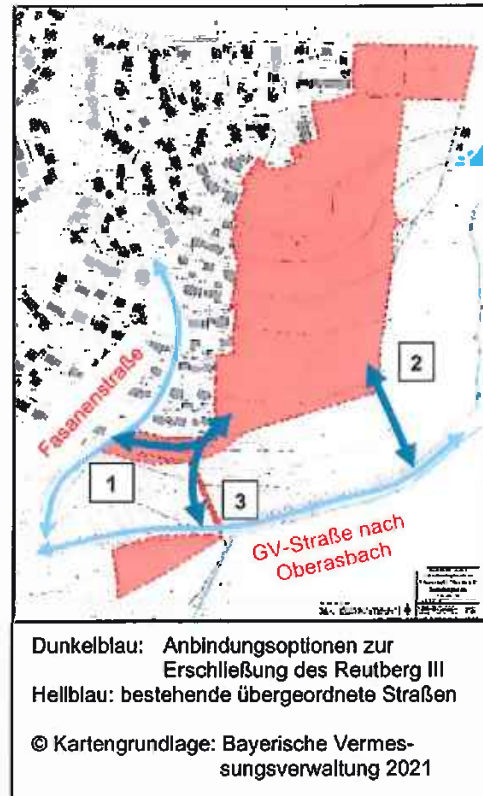 Fasanenstraße
2
1
3
GV-Straße nach
Oberasbach
Dunkelblau: Anbindungsoptionen zur
Erschließung des Reutberg III
Hellblau: bestehende übergeordnete Straßen
© Kartengrundlage: Bayerische Vermes-
sungsverwaltung 2021